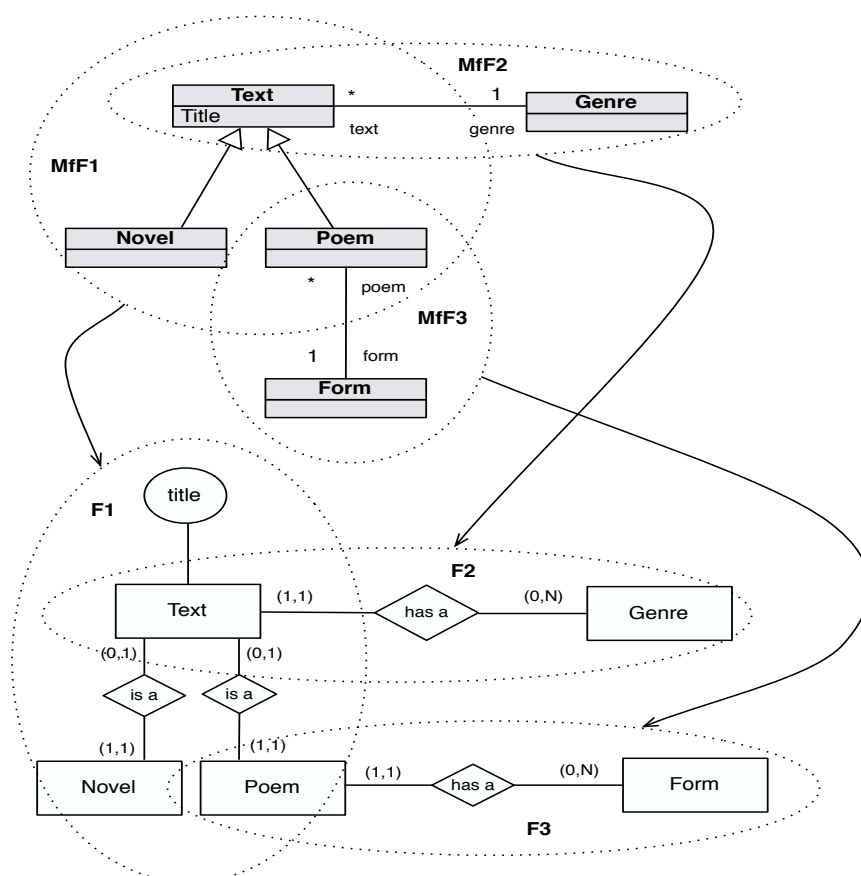 MfF2
Text
*
1
Genre
Title
text
genre
MfF1
Novel
Poem
*
poem
MfF3
1
form
Form
title
F1
F2
Text
(1,1)
has a
(0,N)
Genre
(0,1)
(0,1)
is a
is a
(1,1)
(1,1)
Novel
Poem
(1,1)
has a
(0,N)
Form
F3